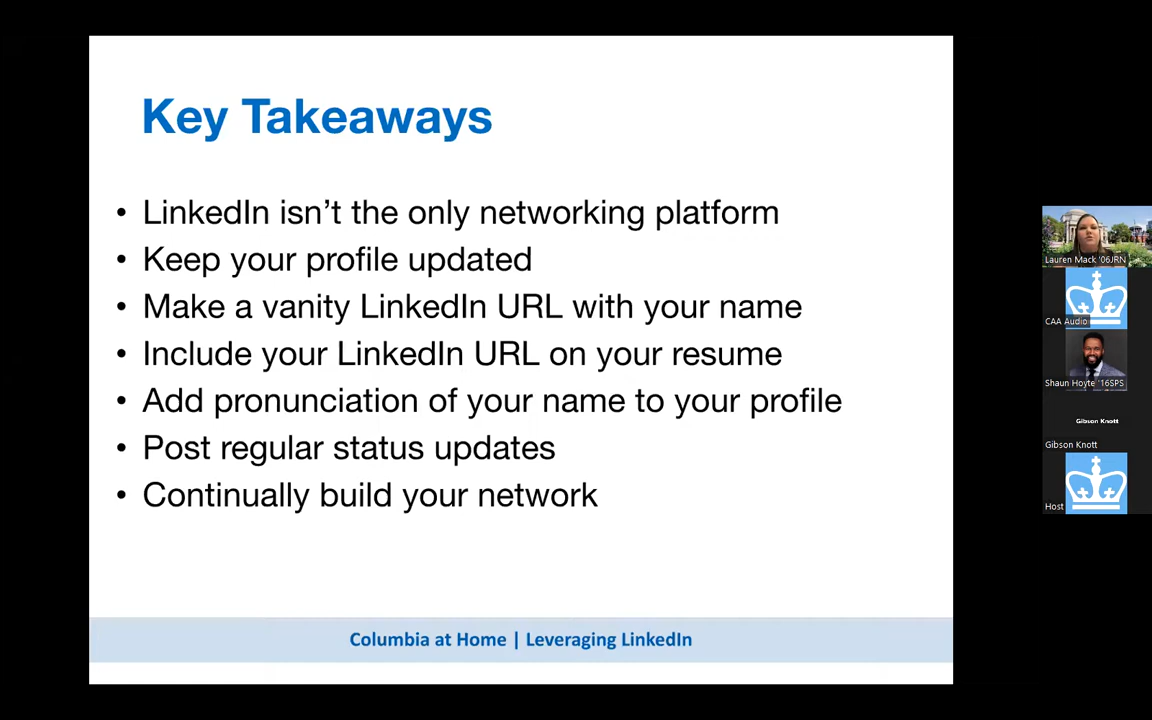 Key Takeaways
• LinkedIn isn't the only networking platform
• Keep your profile updated
• Make a vanity LinkedIn URL with your name
• Include your LinkedIn URL on your resume
• Add pronunciation of your name to your profile
• Post regular status updates
• Continually build your network
Columbia at Home | Leveraging LinkedIn
Lauren Mack '06JRN
CAA Audio
Shaun Hoyte '16SPS
Gibson Knott
Gibson Knott
Host